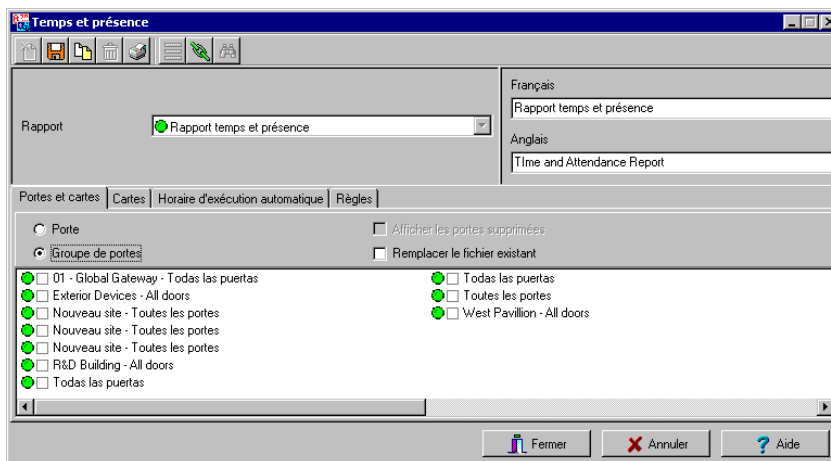 Temps et présence
Français
Rapport temps et présence
Rapport
Rapport temps et présence
Anglais
TIme and Attendance Report
Portes et cartes
Cartes
Horaire d'exécution automatique
Règles
Porte
Afficher les portes supprimées
Groupe de portes
Remplacer le fichier existant
01 - Global Gateway - Todas las puertas
Exterior Devices - All doors
Nouveau site - Toutes les portes
Nouveau site - Toutes les portes
Nouveau site - Toutes les portes
R&D Building - All doors
Todas las puertas
Todas las puertas
Toutes les portes
West Pavillion - All doors
Fermer
Annuler
Aide